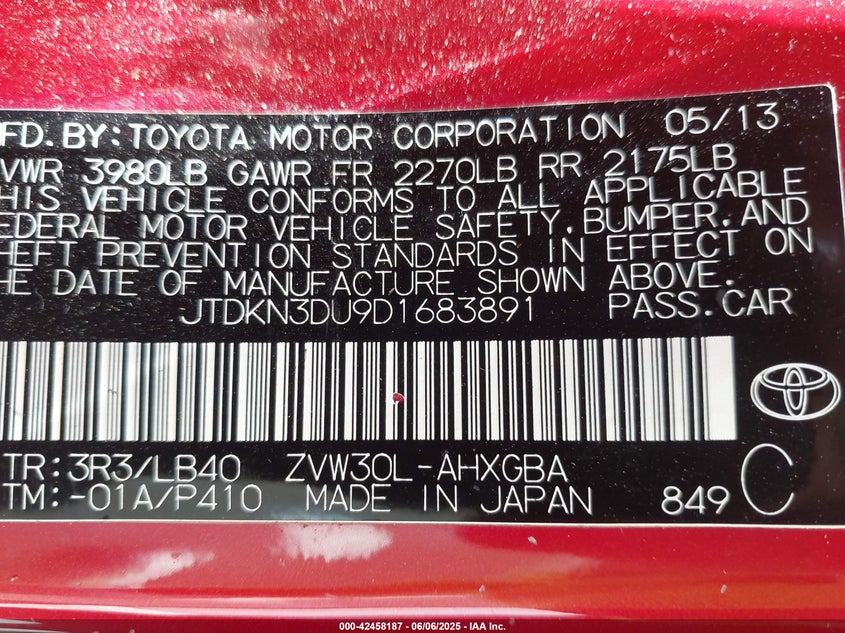 FD. BY: TOYOTA MOTOR CORPORATION 05/13
VWR 3980LB GAWR FR 2270LB RR 2175LB
HIS VEHICLE CONFORMS TO ALL APPLICABLE
EDERAL MOTOR VEHICLE SAFETY, BUMPER, AND
HEFT PREVENTION STANDARDS IN EFFECT ON
HE DATE OF MANUFACTURE SHOWN ABOVE.
JTDKN3DU9D1683891 PASS. CAR
TR: 3R3/LB40 ZVW30L-AHXGBA
TM: -01A/P410 MADE IN JAPAN 849 C
000-42458187 - 06/06/2025 - IAA Inc.